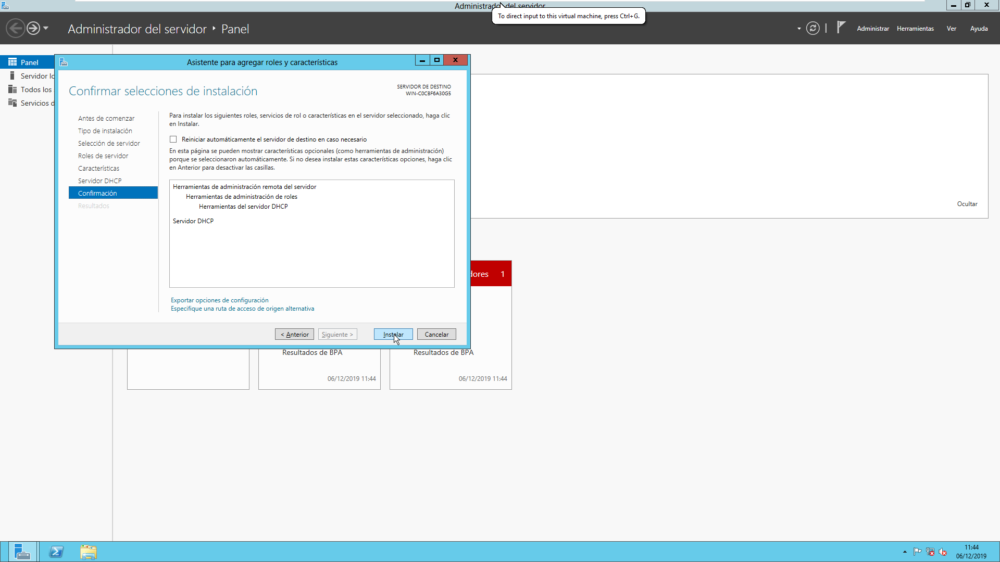 Administrador del servidor
To direct input to this virtual machine, press Ctrl+G.
Administrador del servidor ‣ Panel
Administrar Herramientas Ver Ayuda
Panel
Servidor lo
Todos los
Servicios d
Asistente para agregar roles y características
Confirmar selecciones de instalación
SERVIDOR DE DESTINO
WIN-C0CBF6A30G5
Antes de comenzar
Tipo de instalación
Selección de servidor
Roles de servidor
Características
Servidor DHCP
Confirmación
Resultados
Para instalar los siguientes roles, servicios de rol o características en el servidor seleccionado, haga clic
en Instalar.
Reiniciar automáticamente el servidor de destino en caso necesario
En esta página se pueden mostrar características opcionales (como herramientas de administración)
porque se seleccionaron automáticamente. Si no desea instalar estas características opciones, haga clic
en Anterior para desactivar las casillas.
Herramientas de administración remota del servidor
Herramientas de administración de roles
Herramientas del servidor DHCP
Servidor DHCP
Exportar opciones de configuración
Especifique una ruta de acceso de origen alternativa
< Anterior Siguiente > Instalar Cancelar
Ocultar
dores 1
Resultados de BPA
06/12/2019 11:44
Resultados de BPA
06/12/2019 11:44
11:44
06/12/2019